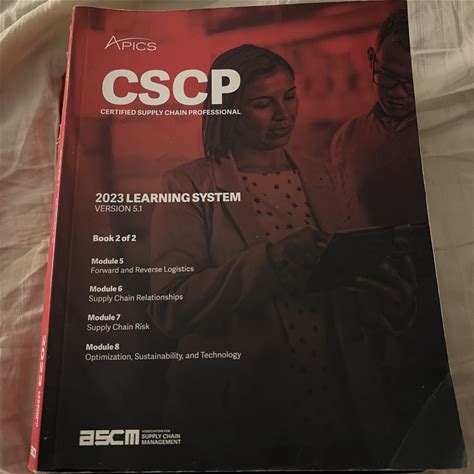 APICS
CSCP
CERTIFIED SUPPLY CHAIN PROFESSIONAL
2023 LEARNING SYSTEM
VERSION 5.1
Book 2 of 2
Module 5
Forward and Reverse Logistics
Module 6
Supply Chain Relationships
Module 7
Supply Chain Risk
Module 8
Optimization, Sustainability, and Technology
ascm
ASSOCIATION FOR
SUPPLY CHAIN
MANAGEMENT
2023